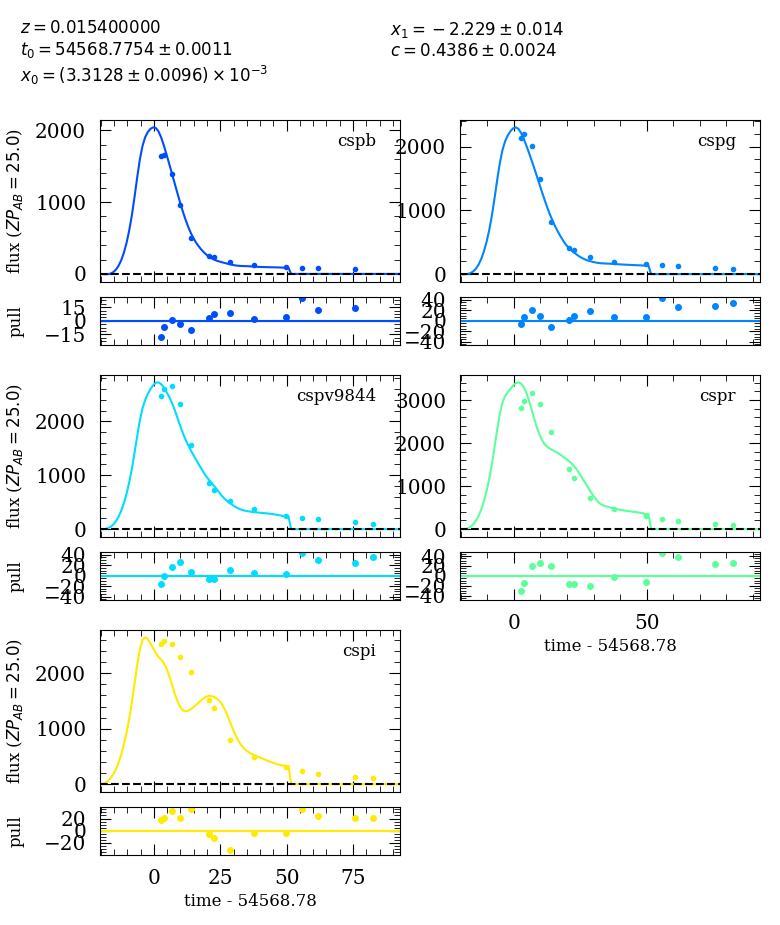 z = 0.015400000
t₀ = 54568.7754 ± 0.0011
x₀ = (3.3128 ± 0.0096) × 10⁻³
x₁ = −2.229 ± 0.014
c = 0.4386 ± 0.0024
cspb
flux (ZP_AB = 25.0)
2000
1000
0
pull
15
0
−15
cspg
2000
1000
0
40
20
0
−20
−40
cspv9844
flux (ZP_AB = 25.0)
2000
1000
0
pull
40
20
0
−20
−40
cspr
3000
2000
1000
0
40
20
0
−20
−40
0 50
time - 54568.78
cspi
flux (ZP_AB = 25.0)
2000
1000
0
pull
20
0
−20
0 25 50 75
time - 54568.78